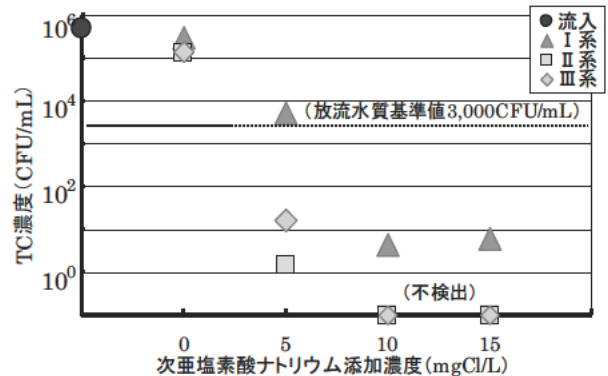 流入
Ⅰ系
Ⅱ系
Ⅲ系
10⁶
10⁴
10²
10⁰
TC濃度(CFU/mL)
(放流水質基準値3,000CFU/mL)
(不検出)
0 5 10 15
次亜塩素酸ナトリウム添加濃度(mgCl/L)